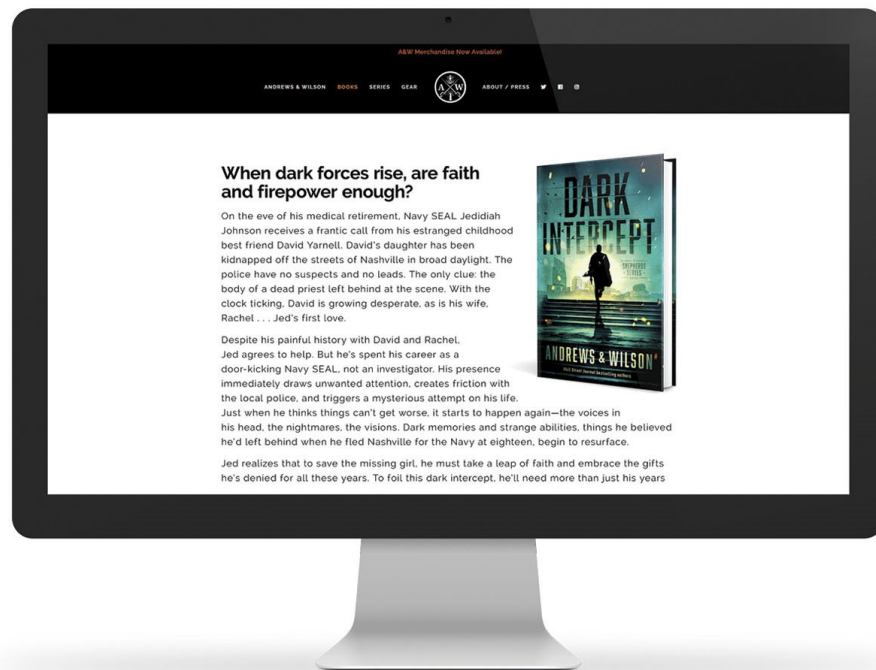 A&W Merchandise Now Available!
ANDREWS & WILSON BOOKS SERIES GEAR A W ABOUT / PRESS
When dark forces rise, are faith
and firepower enough?
On the eve of his medical retirement, Navy SEAL Jedidiah
Johnson receives a frantic call from his estranged childhood
best friend David Yarnell. David's daughter has been
kidnapped off the streets of Nashville in broad daylight. The
police have no suspects and no leads. The only clue: the
body of a dead priest left behind at the scene. With the
clock ticking, David is growing desperate, as is his wife,
Rachel . . . Jed's first love.
Despite his painful history with David and Rachel,
Jed agrees to help. But he's spent his career as a
door-kicking Navy SEAL, not an investigator. His presence
immediately draws unwanted attention, creates friction with
the local police, and triggers a mysterious attempt on his life.
Just when he thinks things can't get worse, it starts to happen again—the voices in
his head, the nightmares, the visions. Dark memories and strange abilities, things he believed
he'd left behind when he fled Nashville for the Navy at eighteen, begin to resurface.
Jed realizes that to save the missing girl, he must take a leap of faith and embrace the gifts
he's denied for all these years. To foil this dark intercept, he'll need more than just his years
DARK
INTERCEPT
SHEPHERDS
SERIES
ANDREWS & WILSON
Wall Street Journal bestselling authors